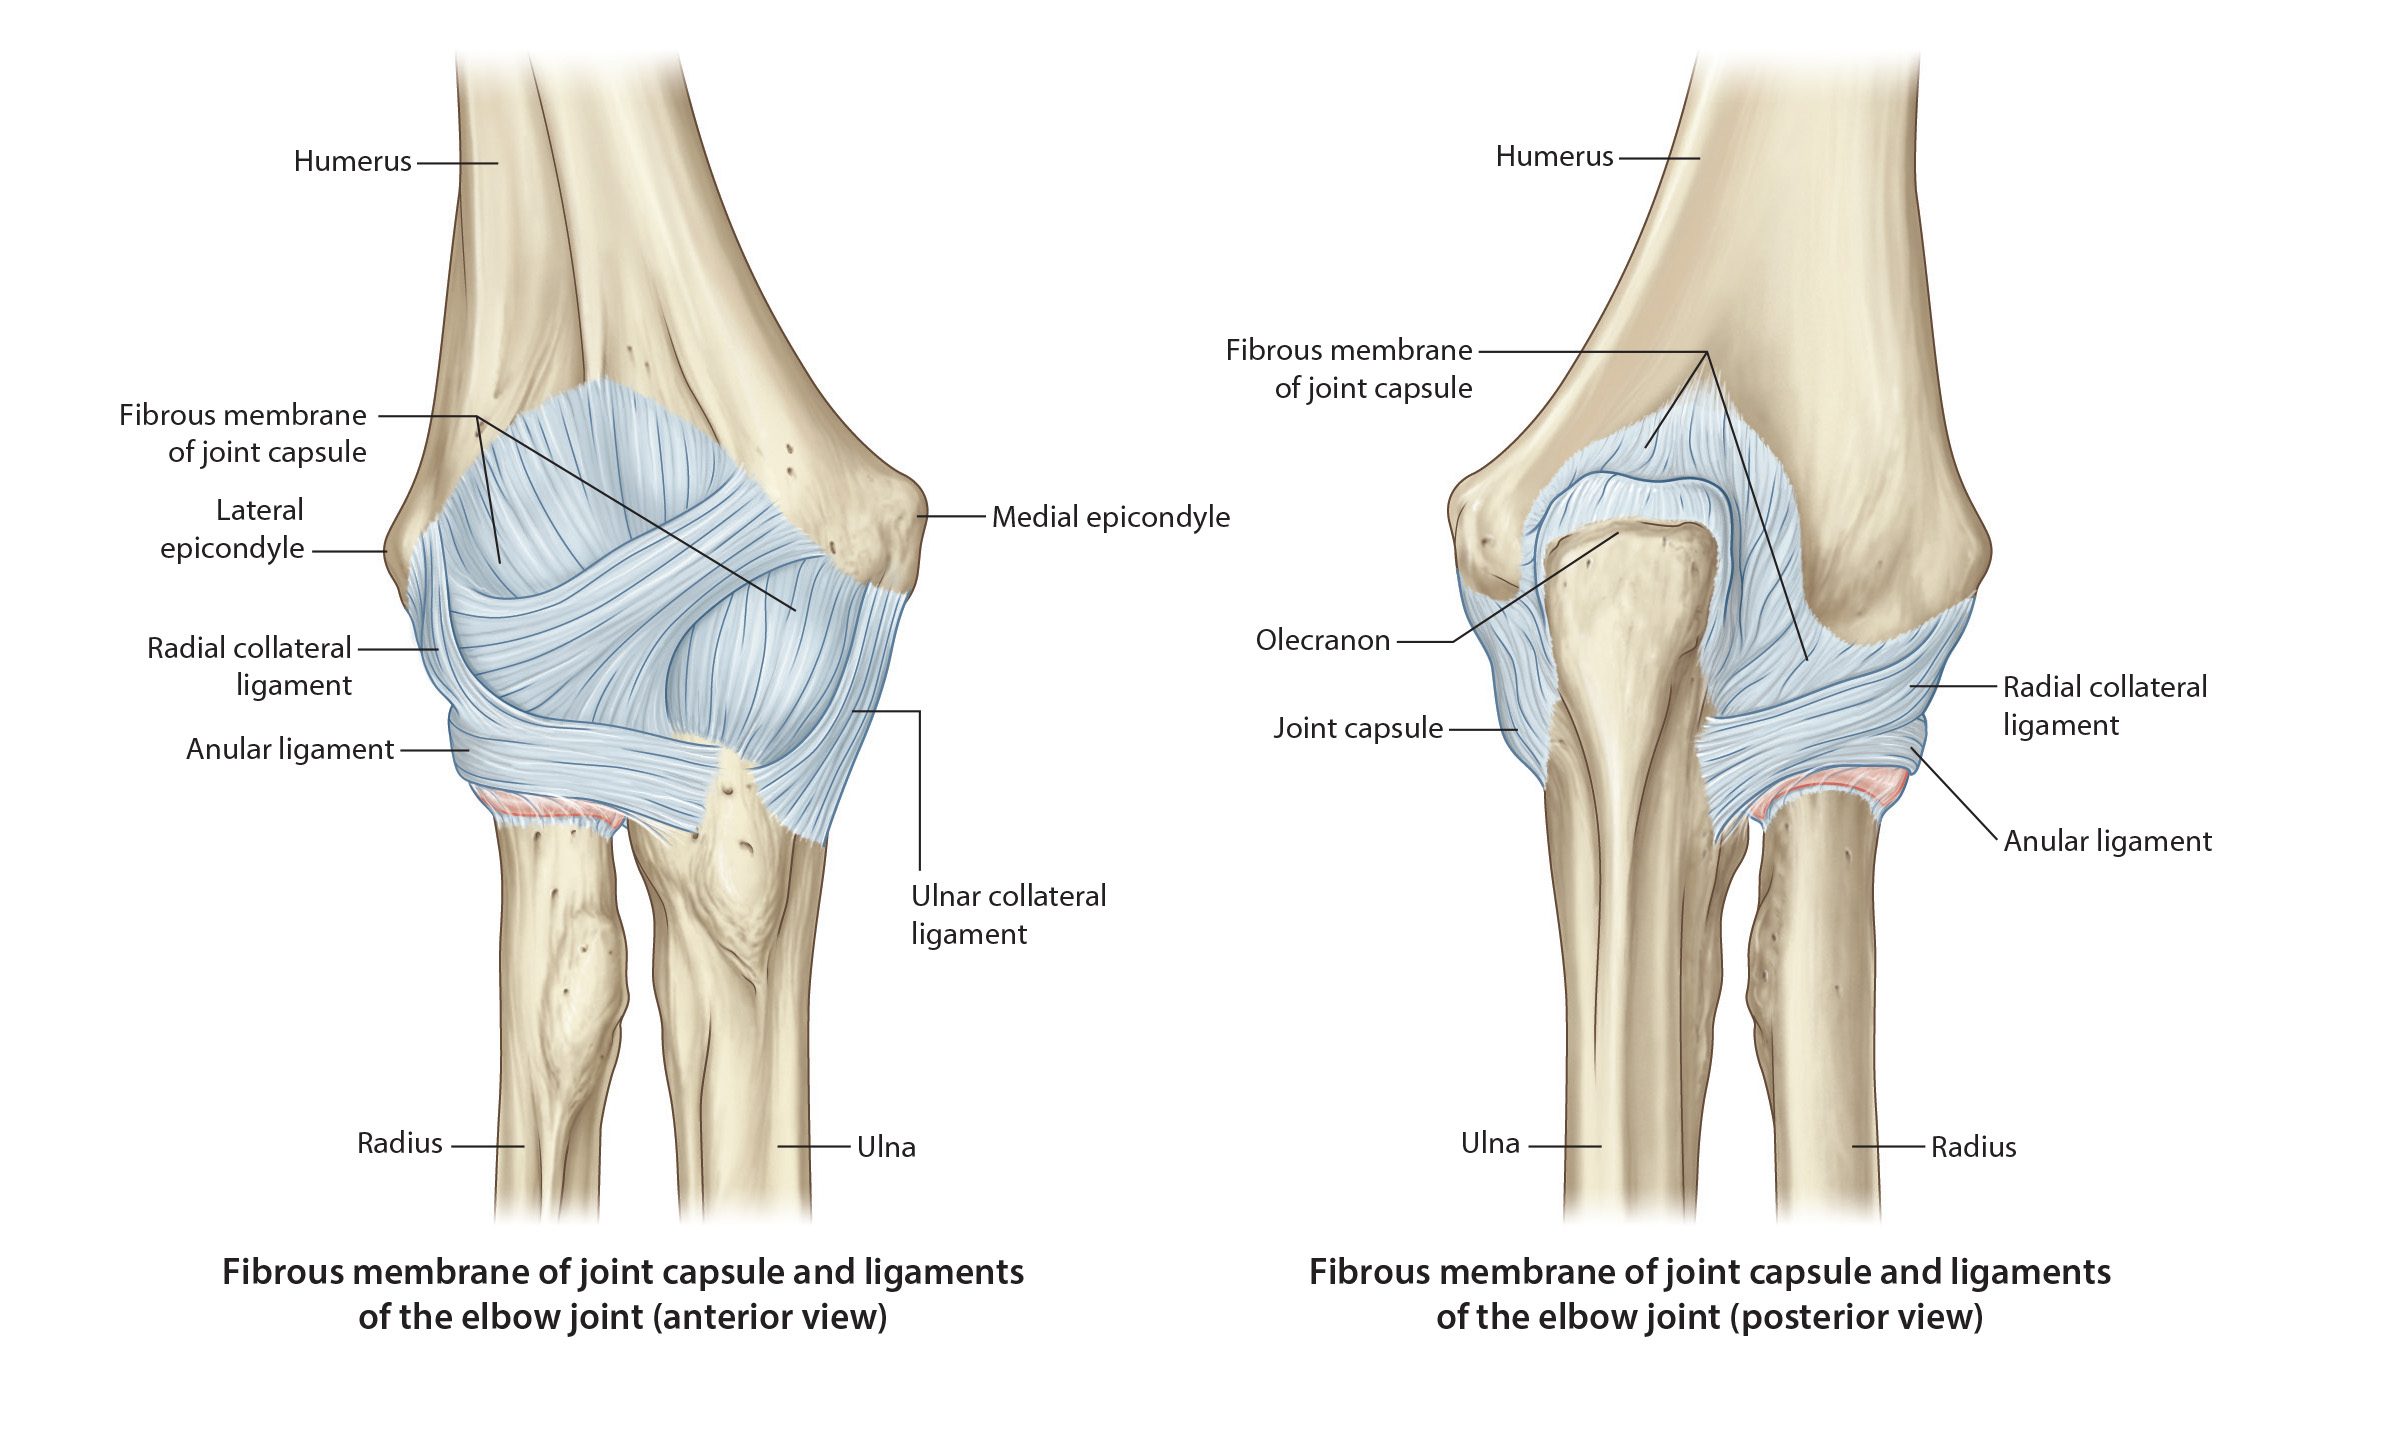 Humerus
Fibrous membrane
of joint capsule
Lateral
epicondyle
Radial collateral
ligament
Anular ligament
Medial epicondyle
Ulnar collateral
ligament
Radius
Ulna
Fibrous membrane of joint capsule and ligaments
of the elbow joint (anterior view)
Humerus
Fibrous membrane
of joint capsule
Olecranon
Joint capsule
Radial collateral
ligament
Anular ligament
Ulna
Radius
Fibrous membrane of joint capsule and ligaments
of the elbow joint (posterior view)